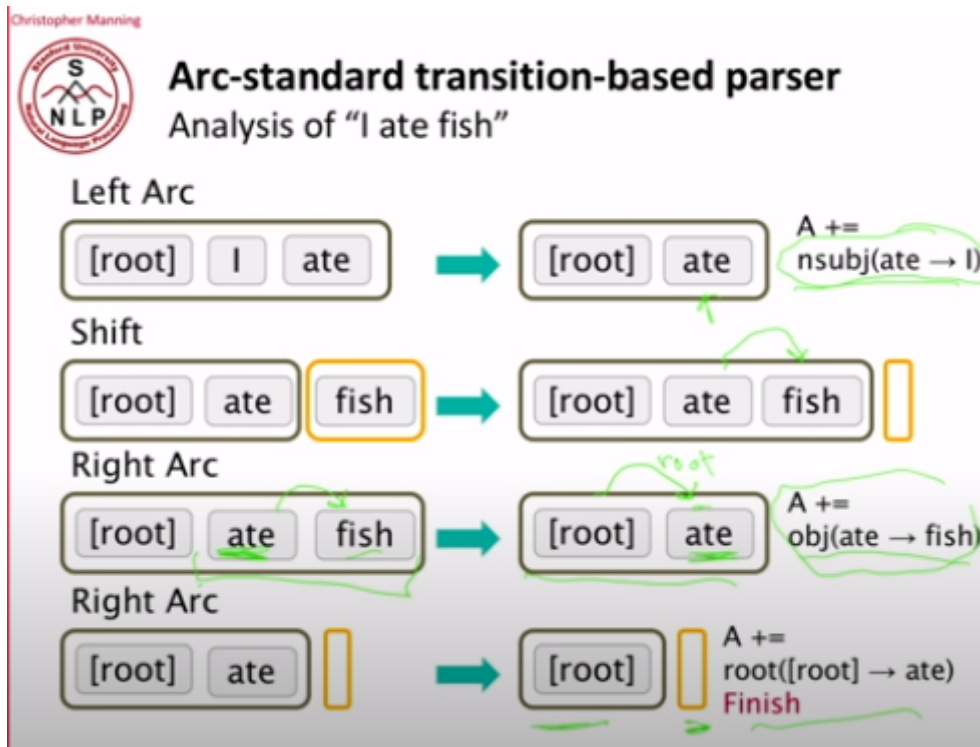 Christopher Manning
Stanford University
S
NLP
Natural Language Processing
Arc-standard transition-based parser
Analysis of “I ate fish”
Left Arc
[root] I ate [root] ate
A +=
nsubj(ate → I)
Shift
[root] ate fish [root] ate fish
Right Arc
root
[root] ate fish [root] ate
A +=
obj(ate → fish)
Right Arc
[root] ate [root]
A +=
root([root] → ate)
Finish